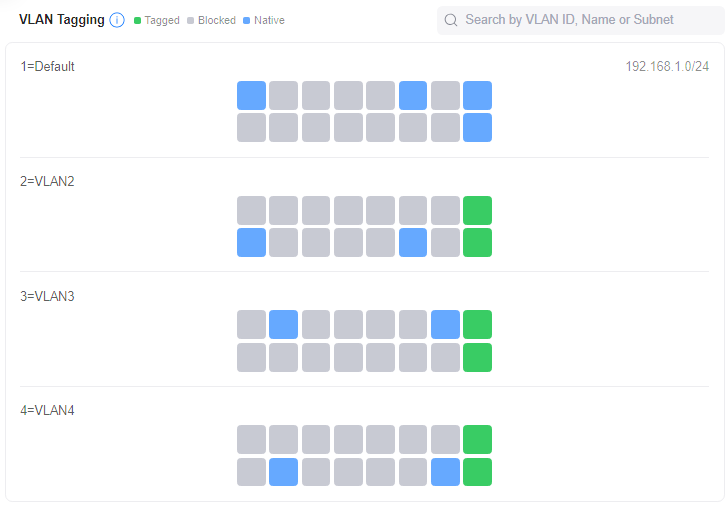 VLAN Tagging Tagged Blocked Native Search by VLAN ID, Name or Subnet
1=Default 192.168.1.0/24
2=VLAN2
3=VLAN3
4=VLAN4